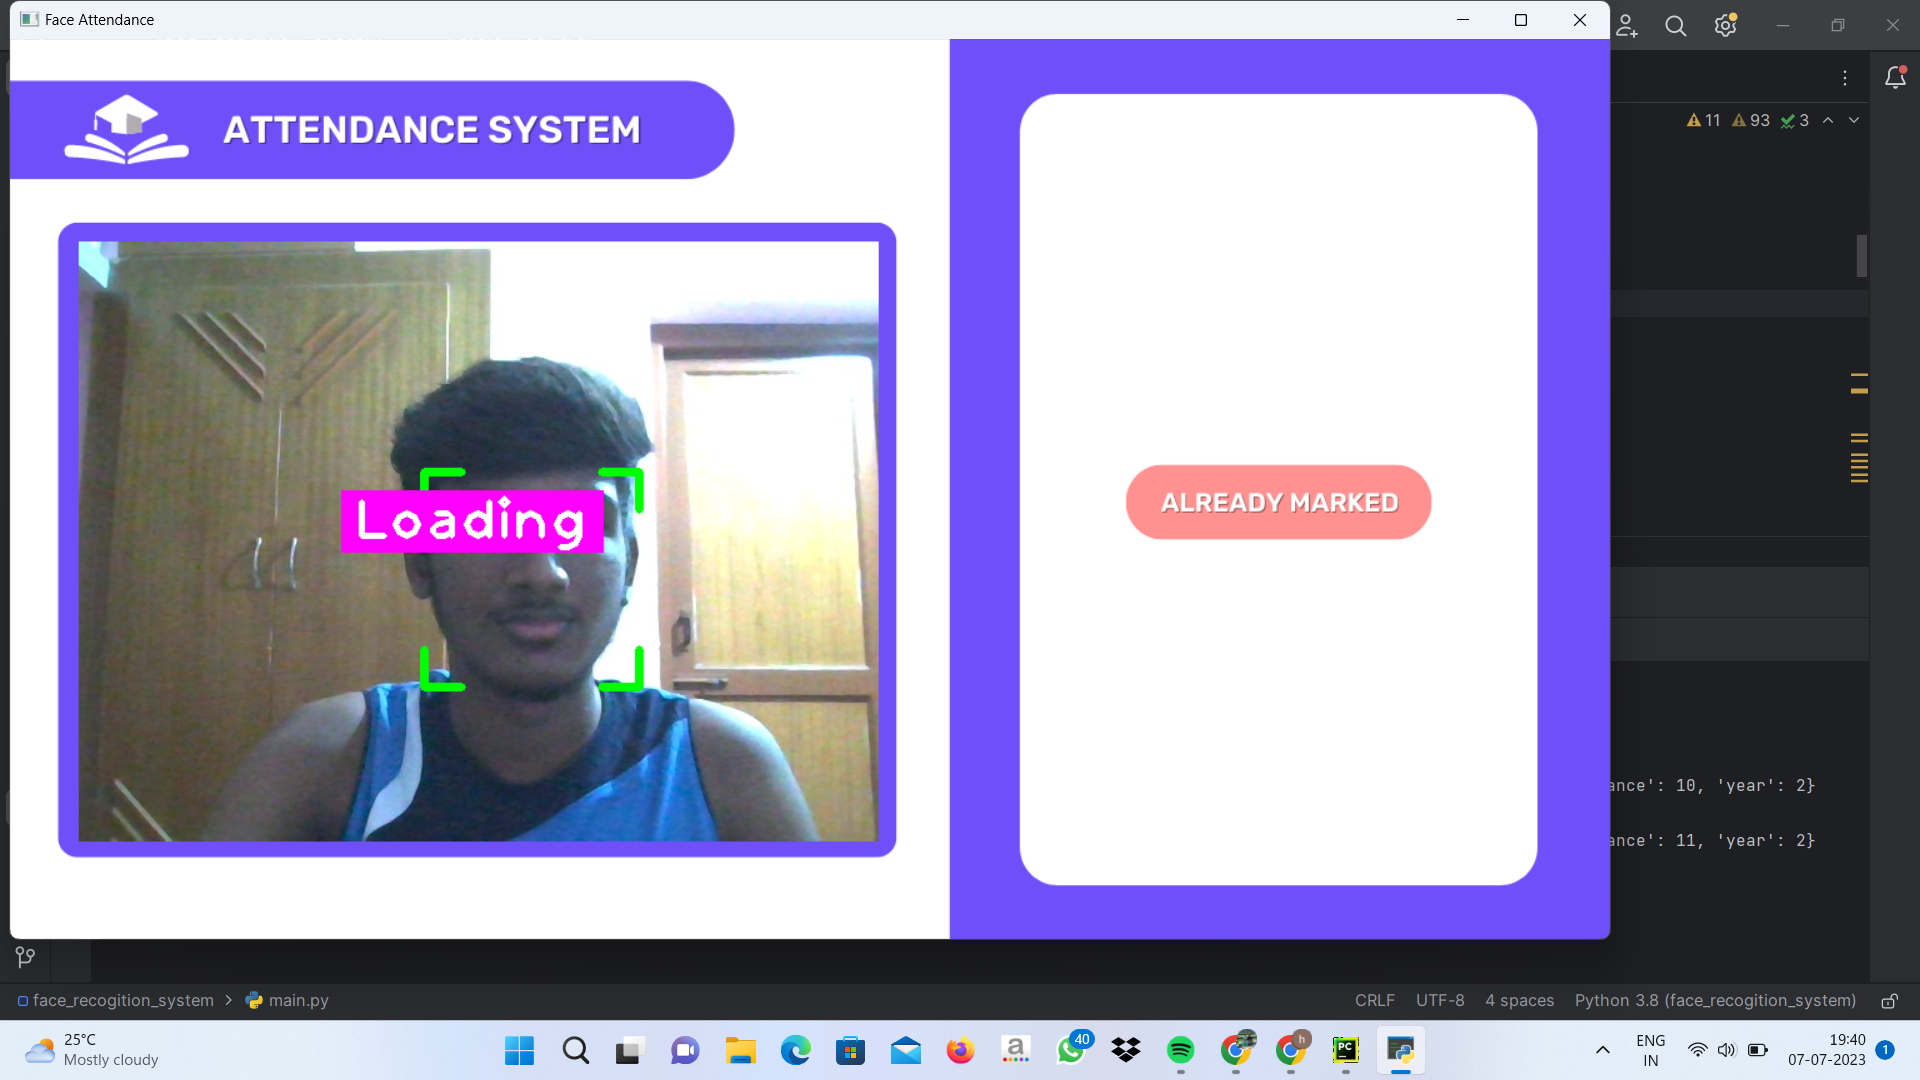 Face Attendance
ATTENDANCE SYSTEM
11 93 3
Loading
ALREADY MARKED
ance': 10, 'year': 2}
ance': 11, 'year': 2}
face_recogition_system > main.py
CRLF UTF-8 4 spaces Python 3.8 (face_recogition_system)
25°C
Mostly cloudy
a
40
h
PC
ENG
IN
19:40
07-07-2023
1